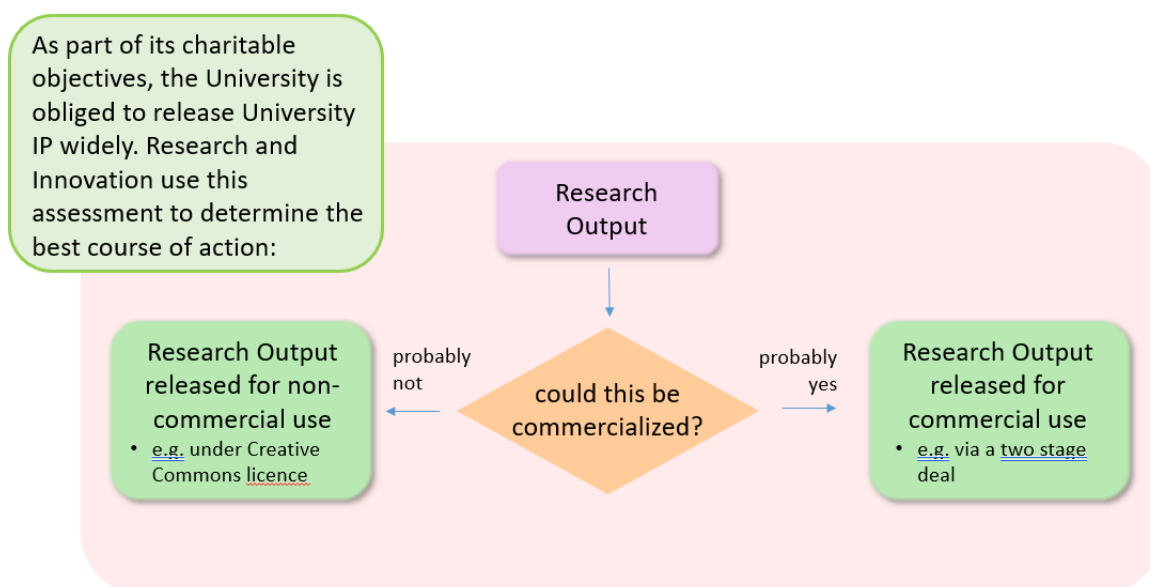 As part of its charitable
objectives, the University is
obliged to release University
IP widely. Research and
Innovation use this
assessment to determine the
best course of action:
Research
Output
could this be
commercialized?
probably
not
Research Output
released for non-
commercial use
• e.g. under Creative
Commons licence
probably
yes
Research Output
released for
commercial use
• e.g. via a two stage
deal